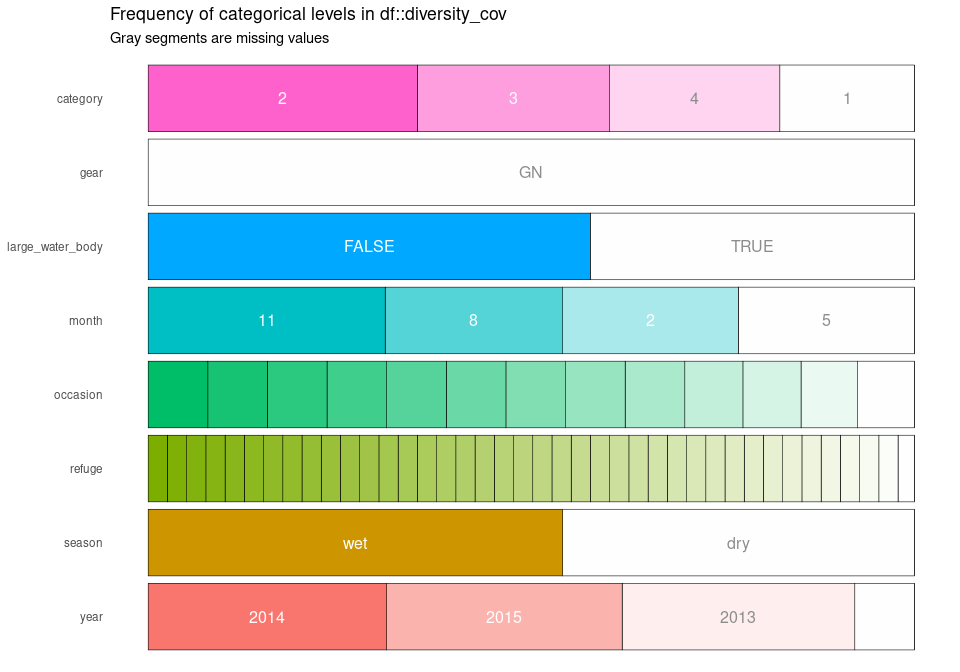 Frequency of categorical levels in df::diversity_cov
Gray segments are missing values
category 2 3 4 1
gear GN
large_water_body FALSE TRUE
month 11 8 2 5
occasion
refuge
season wet dry
year 2014 2015 2013